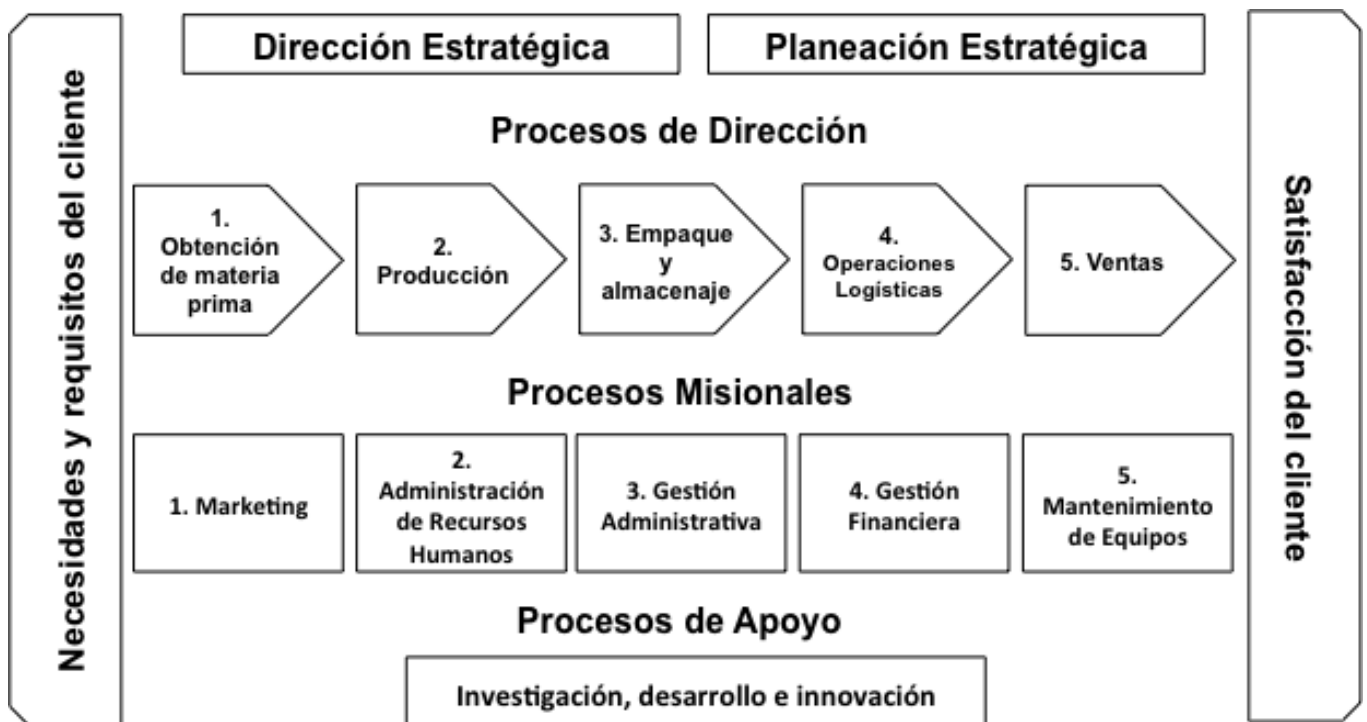 Necesidades y requisitos del cliente
Dirección Estratégica
Planeación Estratégica
Procesos de Dirección
1.
Obtención
de materia
prima
2.
Producción
3. Empaque
y
almacenaje
4.
Operaciones
Logísticas
5. Ventas
Procesos Misionales
1. Marketing
2.
Administración
de Recursos
Humanos
3. Gestión
Administrativa
4. Gestión
Financiera
5.
Mantenimiento
de Equipos
Procesos de Apoyo
Investigación, desarrollo e innovación
Satisfacción del cliente